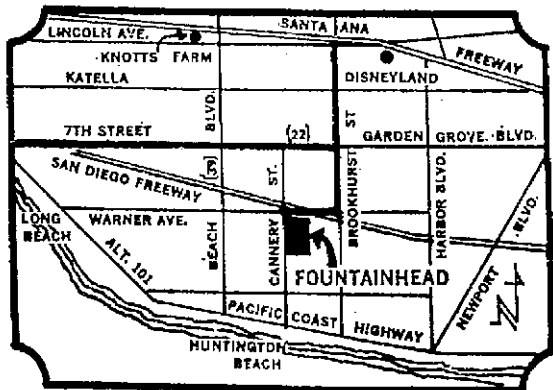 LINCOLN AVE.
SANTA ANA
FREEWAY
KNOTTS FARM
DISNEYLAND
KATELLA
BLVD.
ST
7TH STREET
(22)
GARDEN GROVE BLVD.
SAN DIEGO FREEWAY
(39)
ST.
BROOKHURST
HARBOR BLVD.
BLVD.
LONG
BEACH
WARNER AVE.
BEACH
CANNERY
ALT. 101
FOUNTAINHEAD
NEWPORT
N
PACIFIC COAST HIGHWAY
HUNTINGTON
BEACH